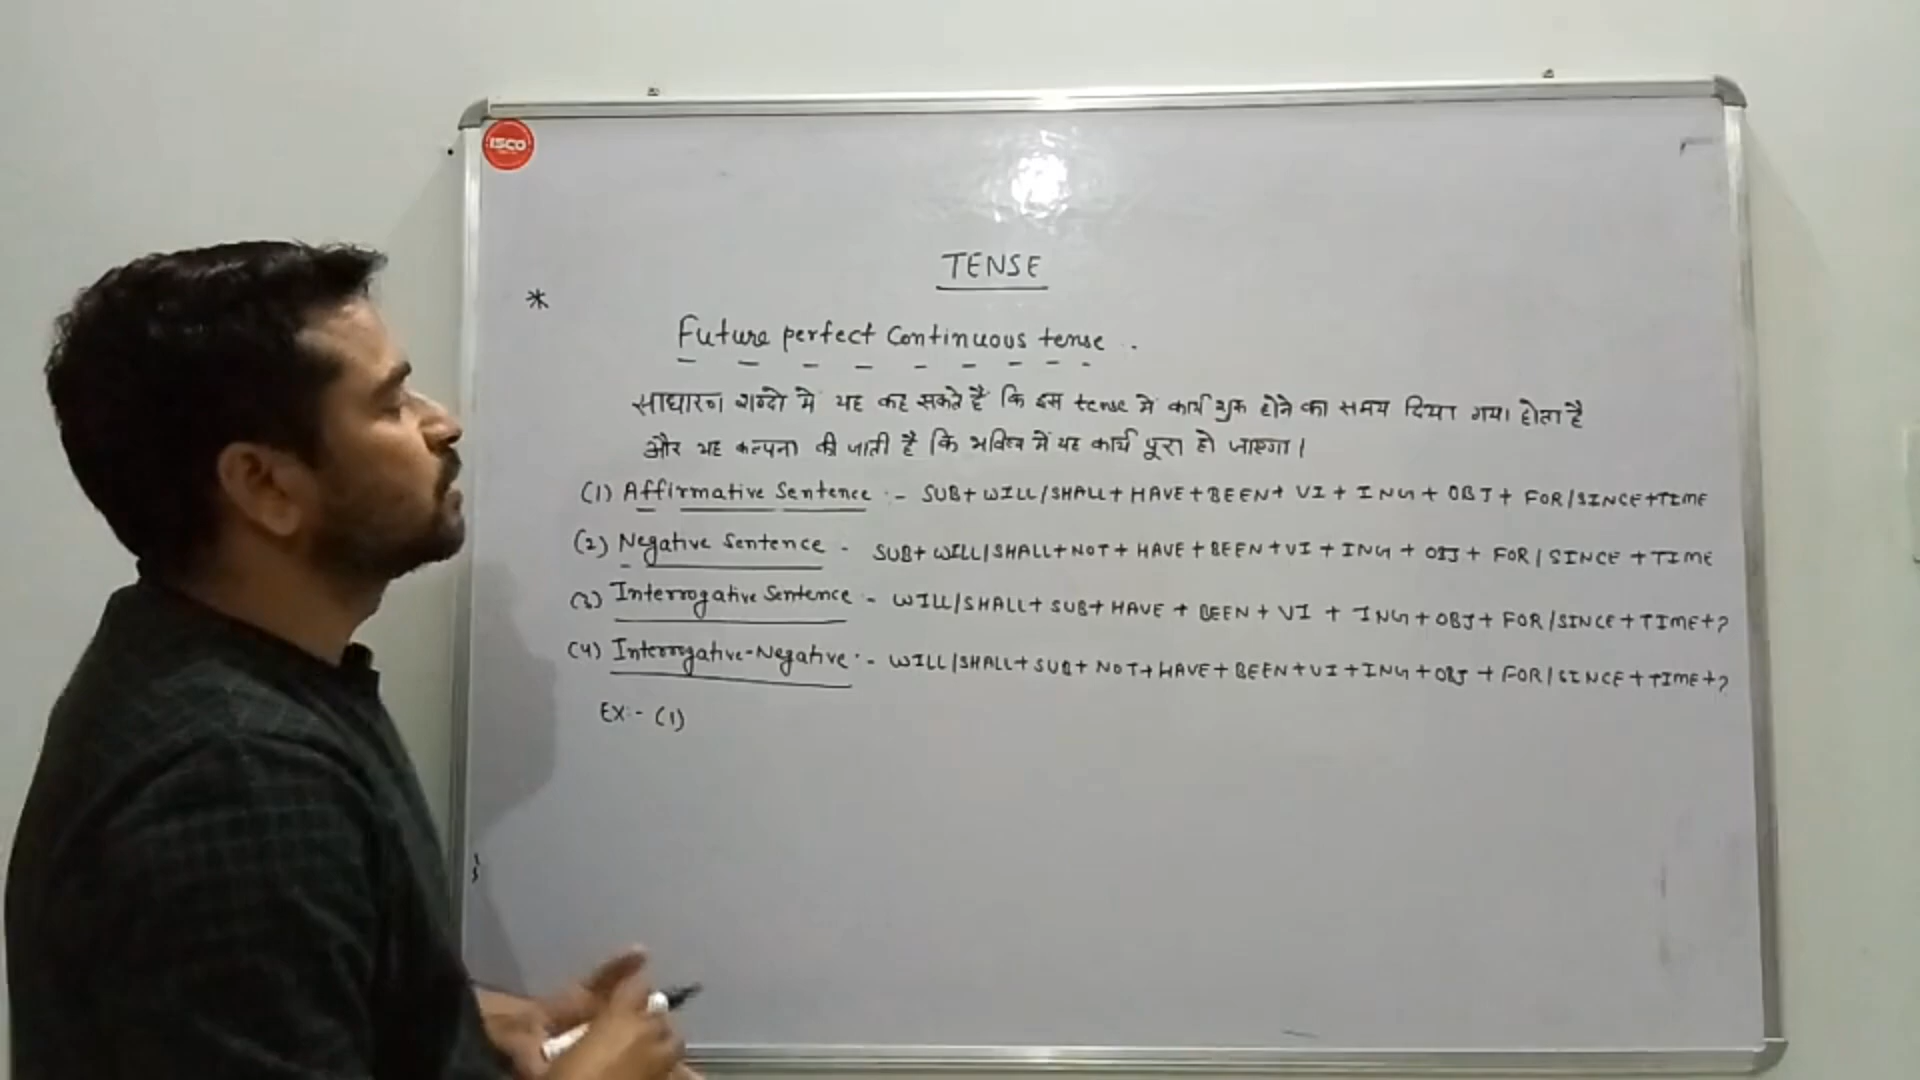 ISCO
TENSE
*
Future perfect Continuous tense :-
साधारण शब्दो मे यह कह सकते है कि इस tense मे कार्य शुरू होने का समय दिया गया होता है
और यह कल्पना की जाती है कि भविष्य में यह कार्य पूरा हो जाएगा।
(1) Affirmative Sentence :- SUB+ WILL/SHALL+ HAVE+BEEN+ VI + ING + OBJ + FOR/SINCE+TIME
(2) Negative Sentence - SUB+ WILL/SHALL+NOT + HAVE +BEEN +VI + ING + OBJ + FOR / SINCE +TIME
(3) Interrogative Sentence - WILL/SHALL+ SUB+ HAVE + BEEN + VI + ING + OBJ + FOR /SINCE +TIME+?
(4) Interrogative-Negative :- WILL/SHALL+ SUB+ NOT+ HAVE+ BEEN+VI+ING +OBJ + FOR/SINCE+TIME+?
EX:- (1)